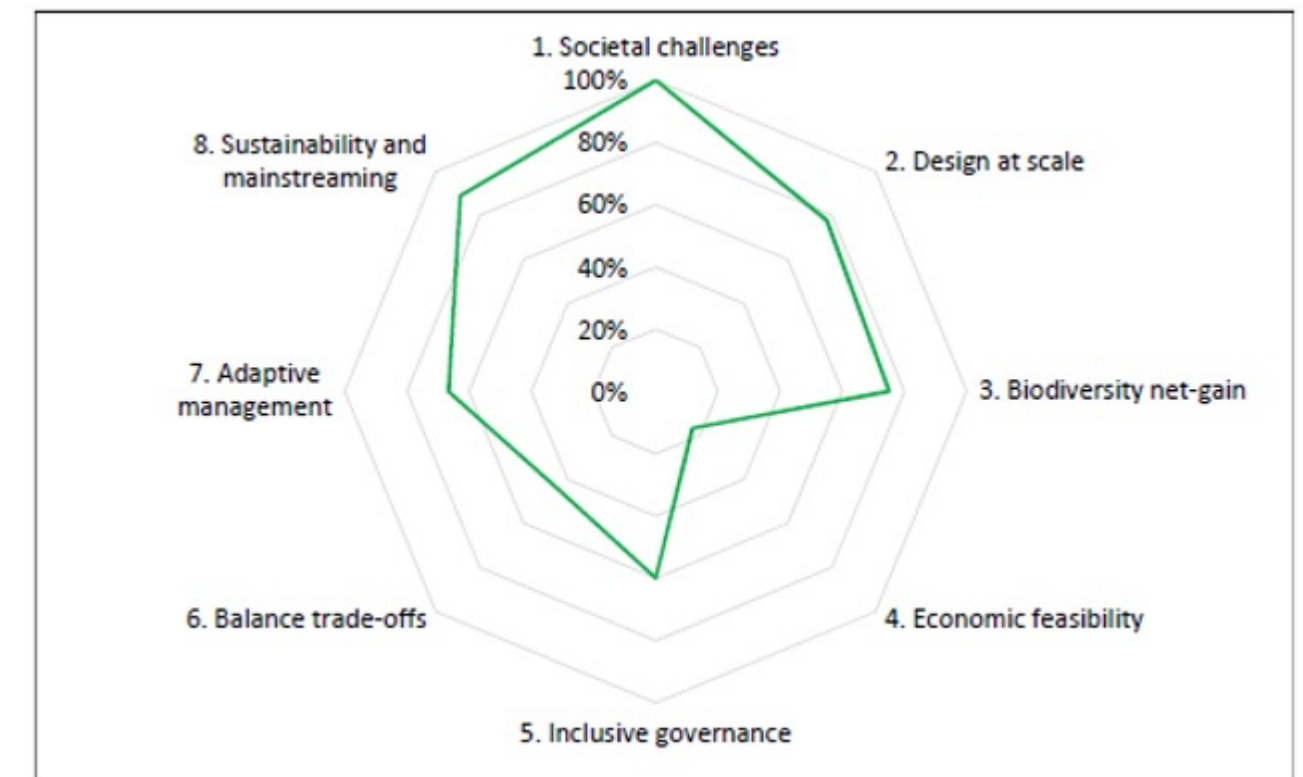 1. Societal challenges
100%
8. Sustainability and
mainstreaming
80%
2. Design at scale
60%
40%
20%
7. Adaptive
management
0%
3. Biodiversity net-gain
6. Balance trade-offs
4. Economic feasibility
5. Inclusive governance